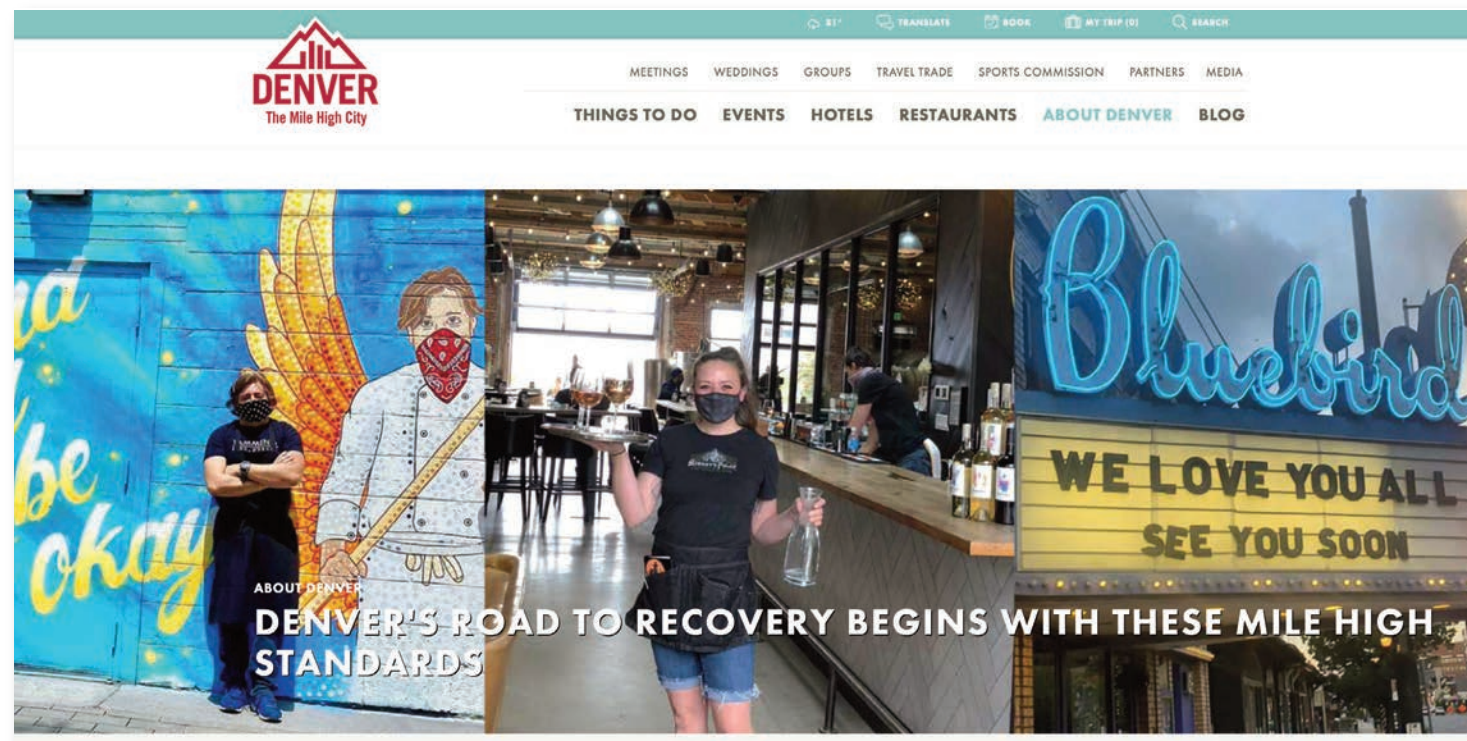 81°
TRANSLATE
BOOK
MY TRIP (0)
SEARCH
DENVER
The Mile High City
MEETINGS
WEDDINGS
GROUPS
TRAVEL TRADE
SPORTS COMMISSION
PARTNERS
MEDIA
THINGS TO DO
EVENTS
HOTELS
RESTAURANTS
ABOUT DENVER
BLOG
be
okay
Bluebird
WE LOVE YOU ALL
SEE YOU SOON
ABOUT DENVER
DENVER'S ROAD TO RECOVERY BEGINS WITH THESE MILE HIGH
STANDARDS